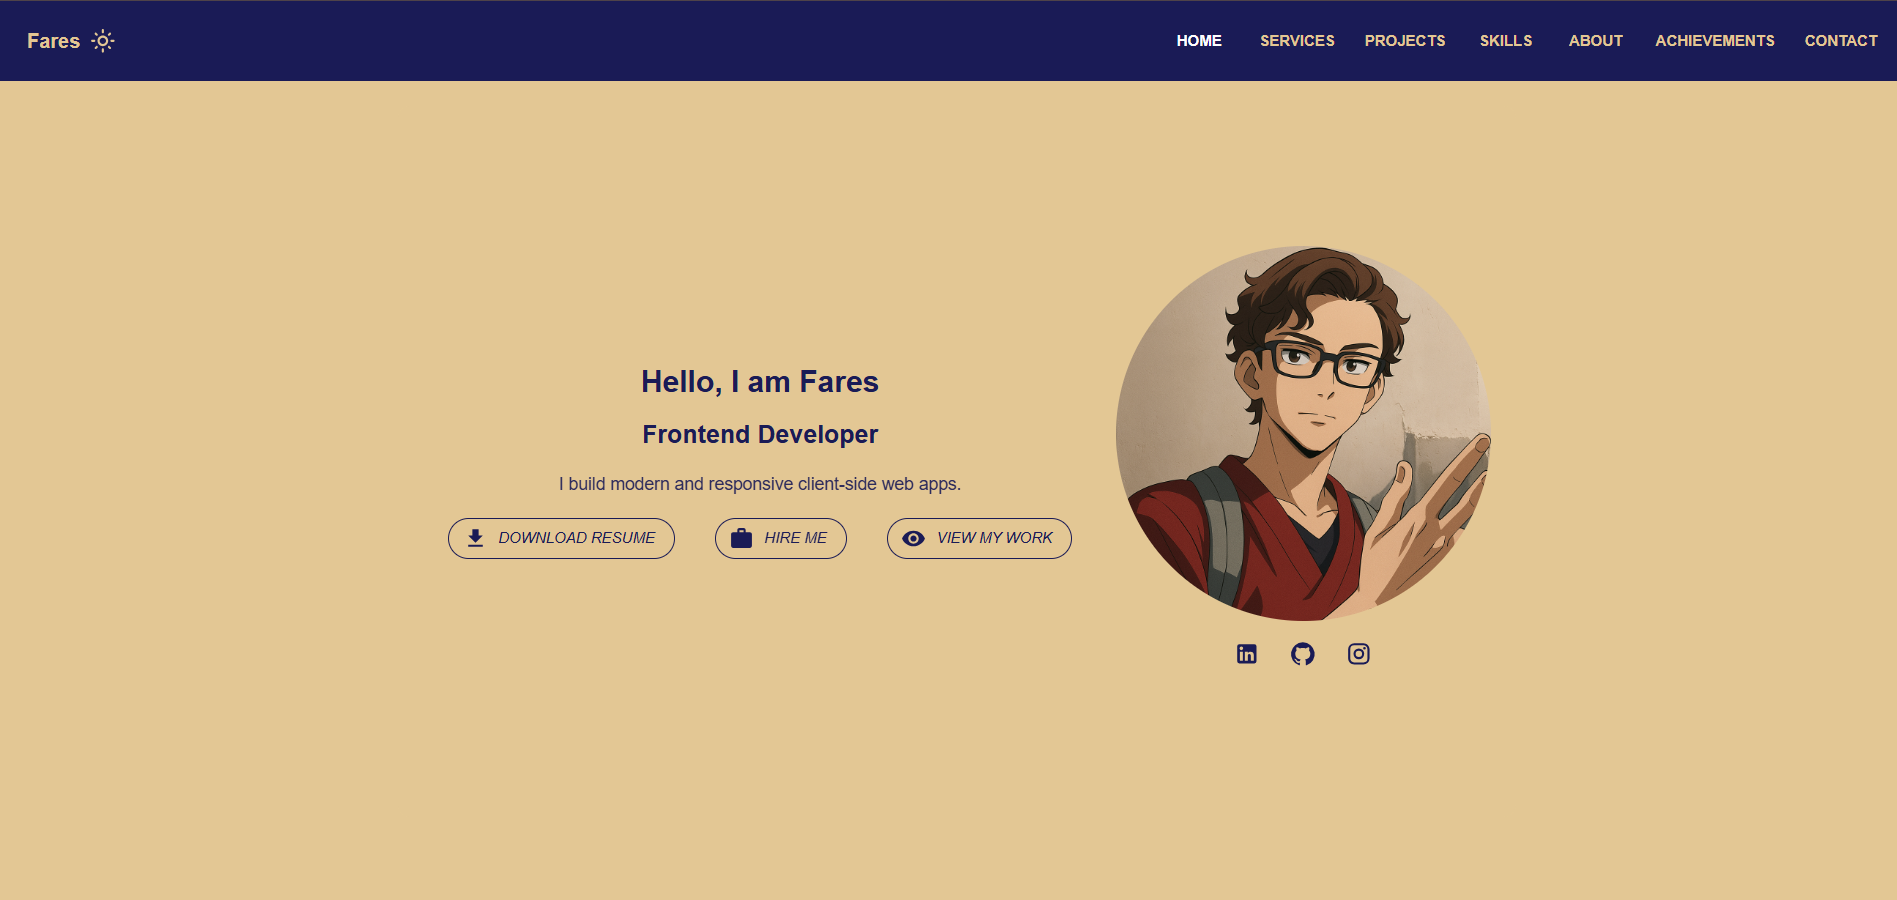 Fares
HOME SERVICES PROJECTS SKILLS ABOUT ACHIEVEMENTS CONTACT
Hello, I am Fares
Frontend Developer
I build modern and responsive client-side web apps.
DOWNLOAD RESUME HIRE ME VIEW MY WORK
in